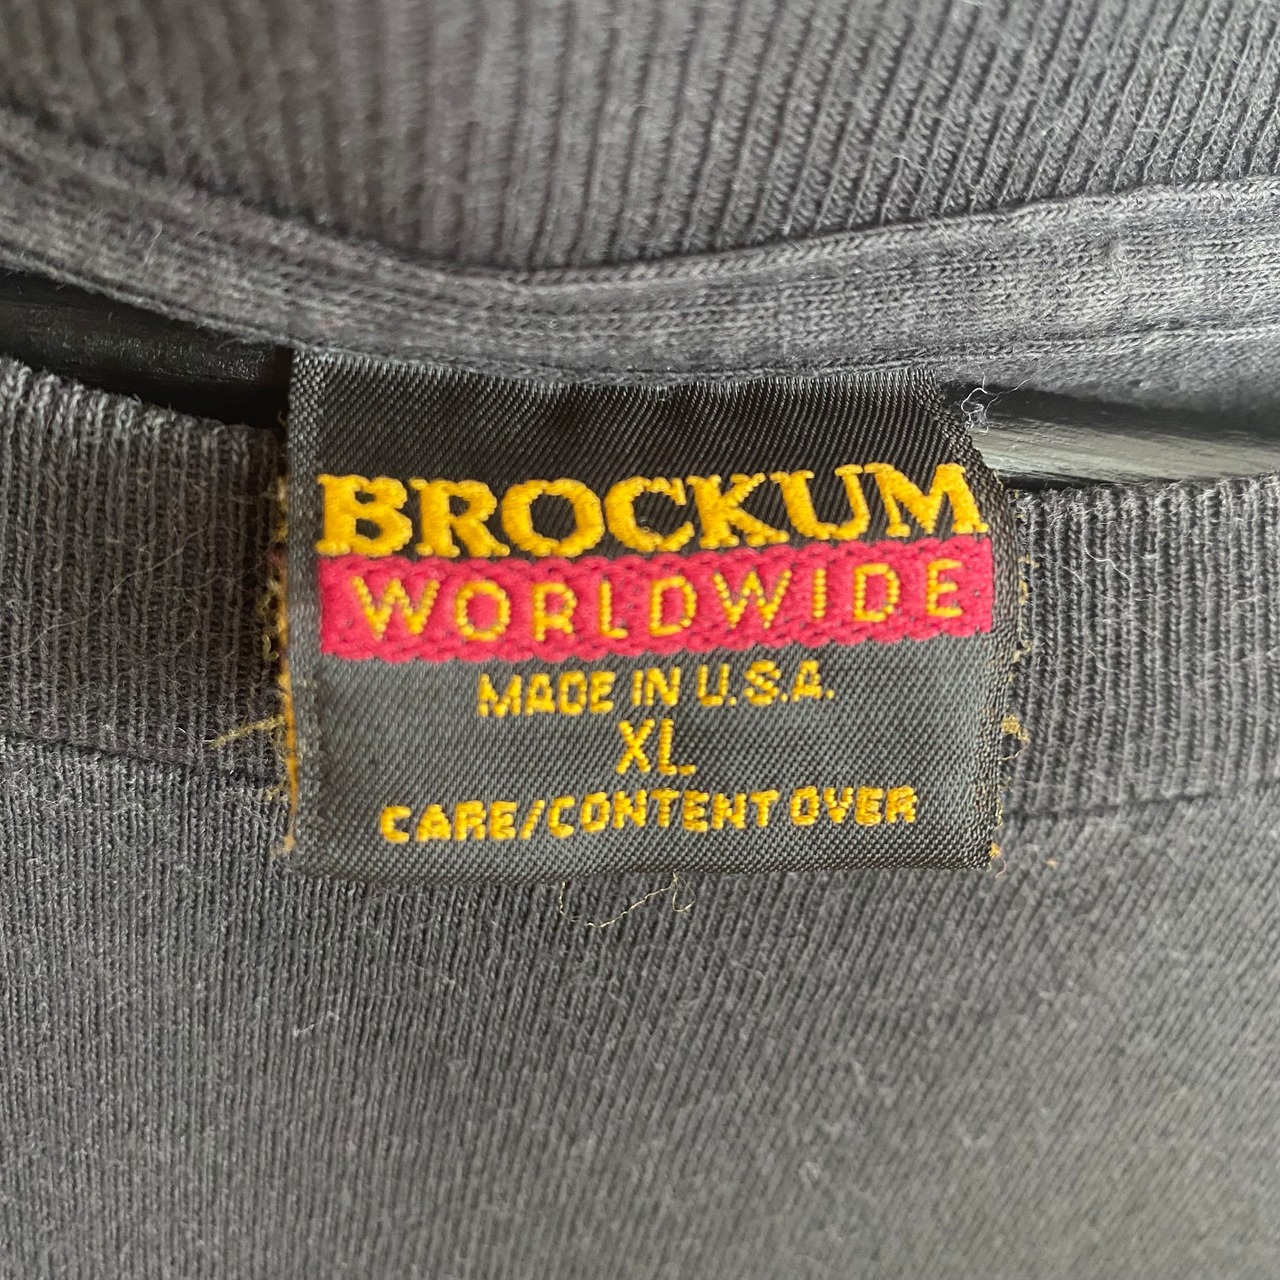 BROCKUM
WORLDWIDE
MADE IN U.S.A.
XL
CARE/CONTENT OVER